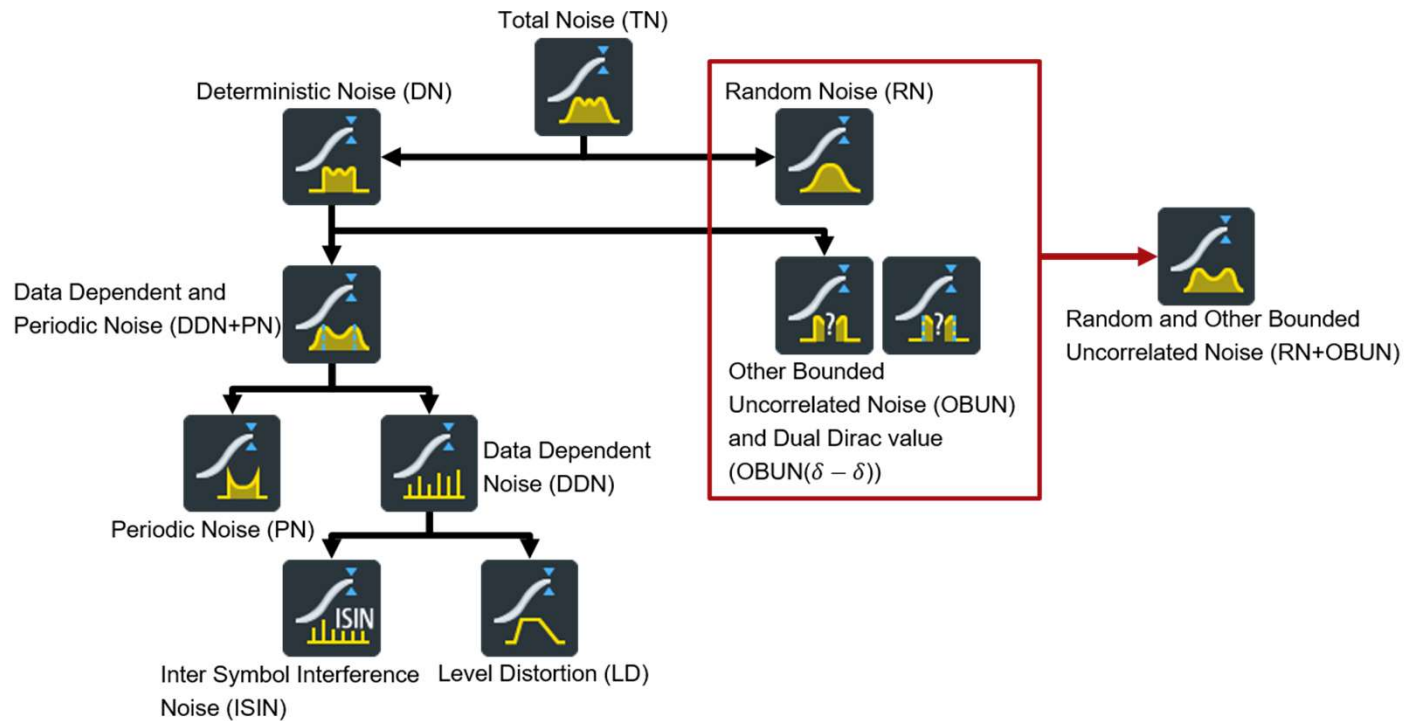 Total Noise (TN)
Deterministic Noise (DN)
Random Noise (RN)
Data Dependent and
Periodic Noise (DDN+PN)
?
?
Random and Other Bounded
Uncorrelated Noise (RN+OBUN)
Other Bounded
Uncorrelated Noise (OBUN)
and Dual Dirac value
(OBUN(δ − δ))
Data Dependent
Noise (DDN)
Periodic Noise (PN)
ISIN
Inter Symbol Interference
Noise (ISIN)
Level Distortion (LD)